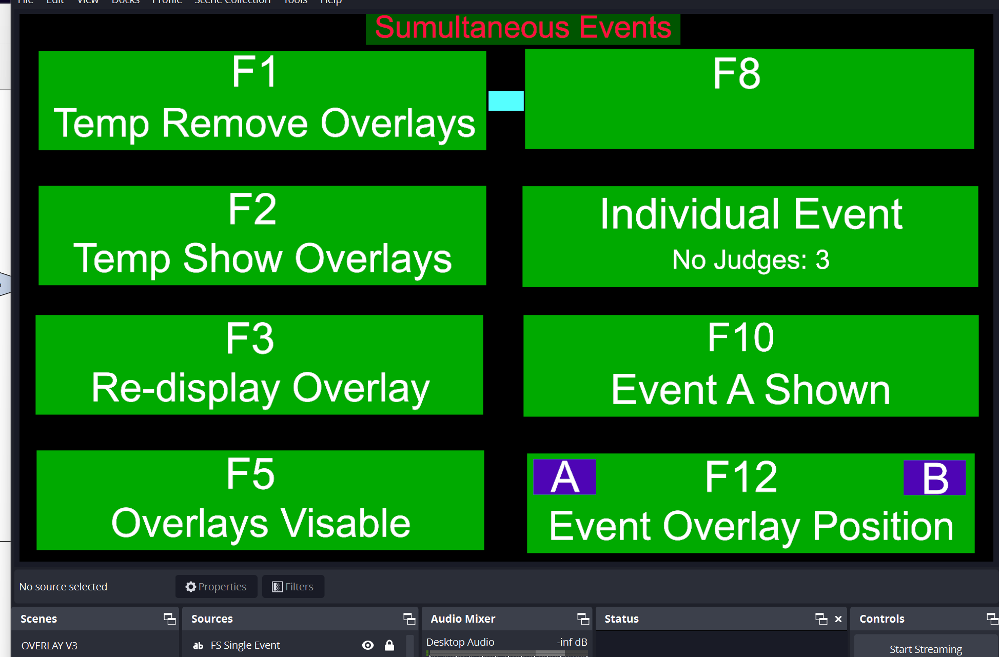 File Edit View Docks Profile Scene Collection Tools Help
Sumultaneous Events
F1
Temp Remove Overlays
F8
F2
Temp Show Overlays
Individual Event
No Judges: 3
F3
Re-display Overlay
F10
Event A Shown
F5
Overlays Visable
A F12 B
Event Overlay Position
No source selected Properties Filters
Scenes Sources Audio Mixer Status Controls
OVERLAY V3
ab FS Single Event
Desktop Audio -inf dB
Start Streaming